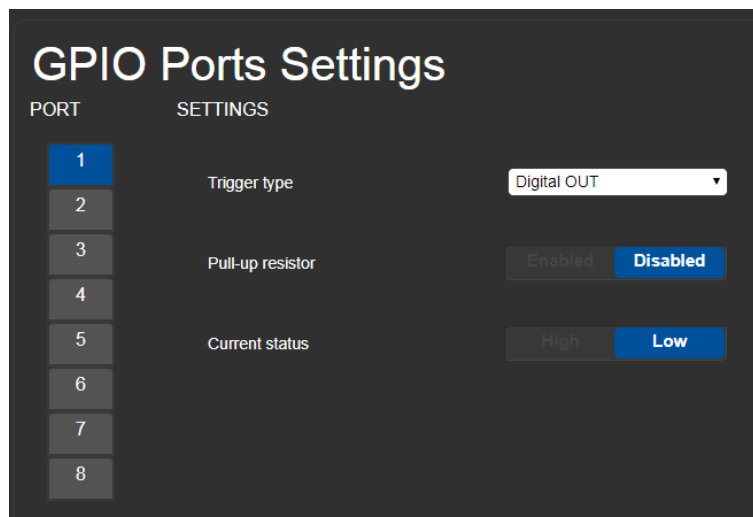 GPIO Ports Settings
PORT SETTINGS
1
Trigger type Digital OUT
2
3
Pull-up resistor Enabled Disabled
4
5
Current status High Low
6
7
8